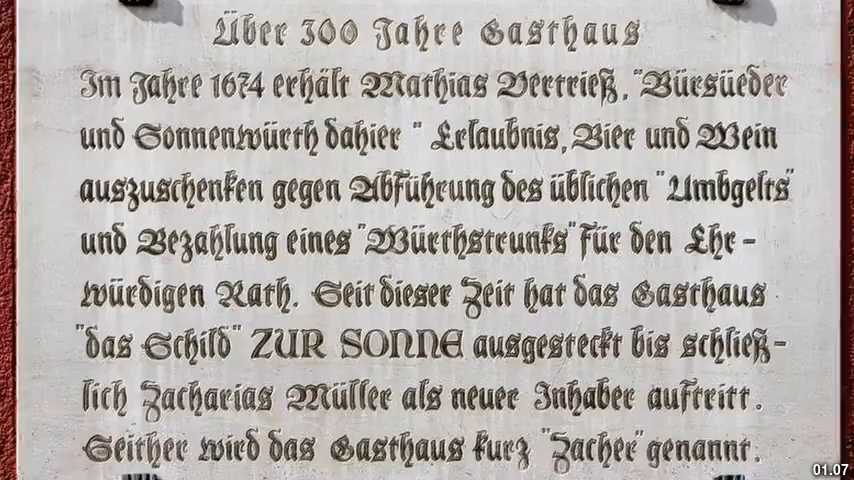 Über 300 Jahre Gasthaus
Im Jahre 1674 erhält Mathias Vertrieß, "Bürsüeder
und Sonnenwürth dahier " Erlaubnis, Bier und Wein
auszuschenken gegen Abführung des üblichen "Umbgelts"
und Bezahlung eines "Würthstrunks" für den Ehr-
würdigen Rath. Seit dieser Zeit hat das Gasthaus
"das Schild" ZUR SONNE ausgesteckt bis schließ-
lich Zacharias Müller als neuer Inhaber auftritt.
Seither wird das Gasthaus kurz "Zacher" genannt.
01.07